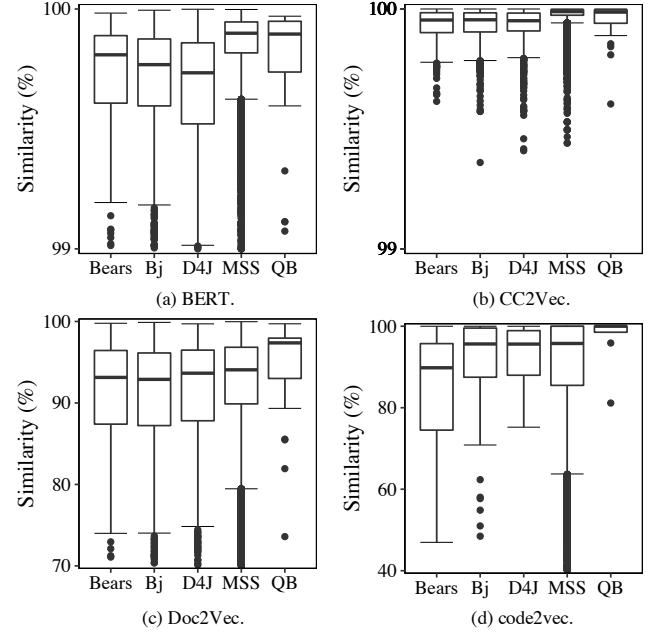 Similarity (%)
100
99
Bears Bj D4J MSS QB
(a) BERT.
Similarity (%)
100
99
Bears Bj D4J MSS QB
(b) CC2Vec.
Similarity (%)
100
90
80
70
Bears Bj D4J MSS QB
(c) Doc2Vec.
Similarity (%)
100
80
60
40
Bears Bj D4J MSS QB
(d) code2vec.